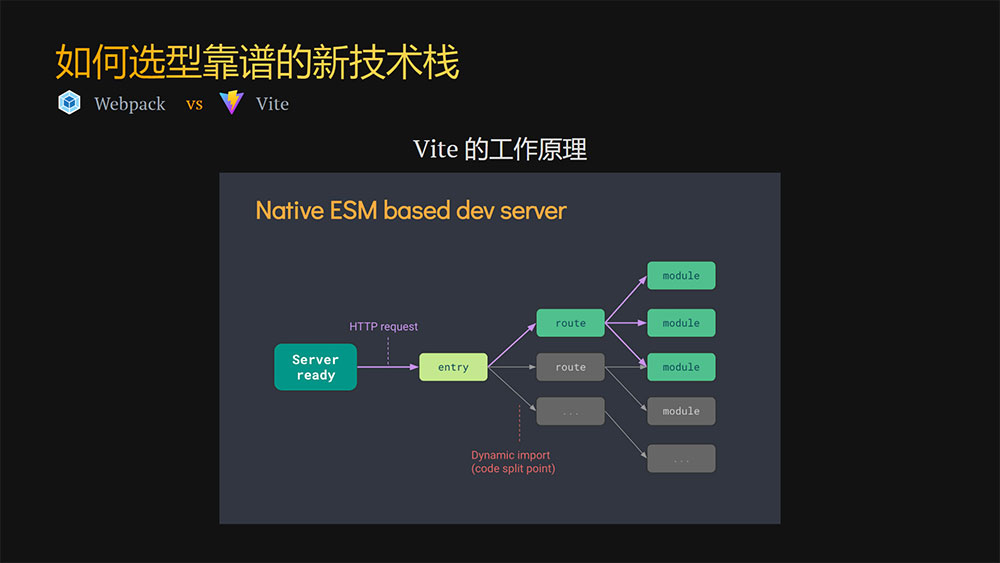 如何选型靠谱的新技术栈
Webpack vs Vite
Vite 的工作原理
Native ESM based dev server
module
HTTP request
route
module
Server
ready
entry
route
module
...
module
Dynamic import
(code split point)
...